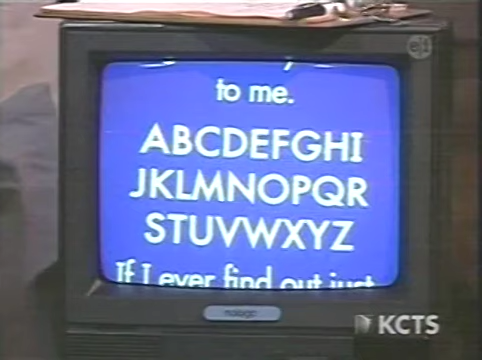 to me.
ABCDEFGHI
JKLMNOPQR
STUVWXYZ
If I ever find out just
KCTS